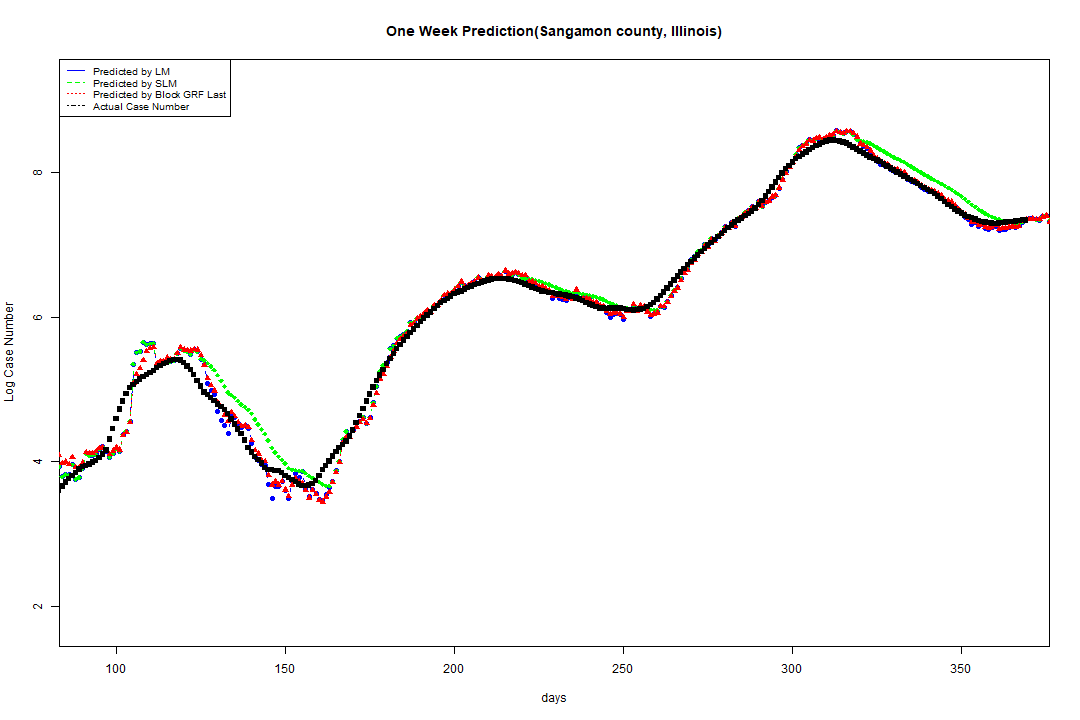 One Week Prediction(Sangamon county, Illinois)
Predicted by LM
Predicted by SLM
Predicted by Block GRF Last
Actual Case Number
8
6
4
2
Log Case Number
100 150 200 250 300 350
days